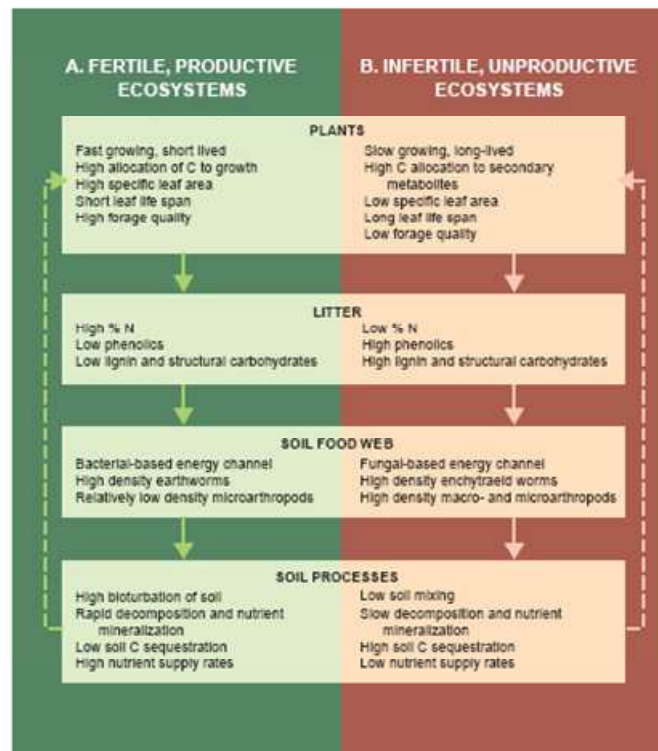 A. FERTILE, PRODUCTIVE
ECOSYSTEMS
B. INFERTILE, UNPRODUCTIVE
ECOSYSTEMS
PLANTS
Fast growing, short lived
High allocation of C to growth
High specific leaf area
Short leaf life span
High forage quality
Slow growing, long-lived
High C allocation to secondary
metabolites
Low specific leaf area
Long leaf life span
Low forage quality
LITTER
High % N
Low phenolics
Low lignin and structural carbohydrates
Low % N
High phenolics
High lignin and structural carbohydrates
SOIL FOOD WEB
Bacterial-based energy channel
High density earthworms
Relatively low density microarthropods
Fungal-based energy channel
High density enchytraeid worms
High density macro- and microarthropods
SOIL PROCESSES
High bioturbation of soil
Rapid decomposition and nutrient
mineralization
Low soil C sequestration
High nutrient supply rates
Low soil mixing
Slow decomposition and nutrient
mineralization
High soil C sequestration
Low nutrient supply rates